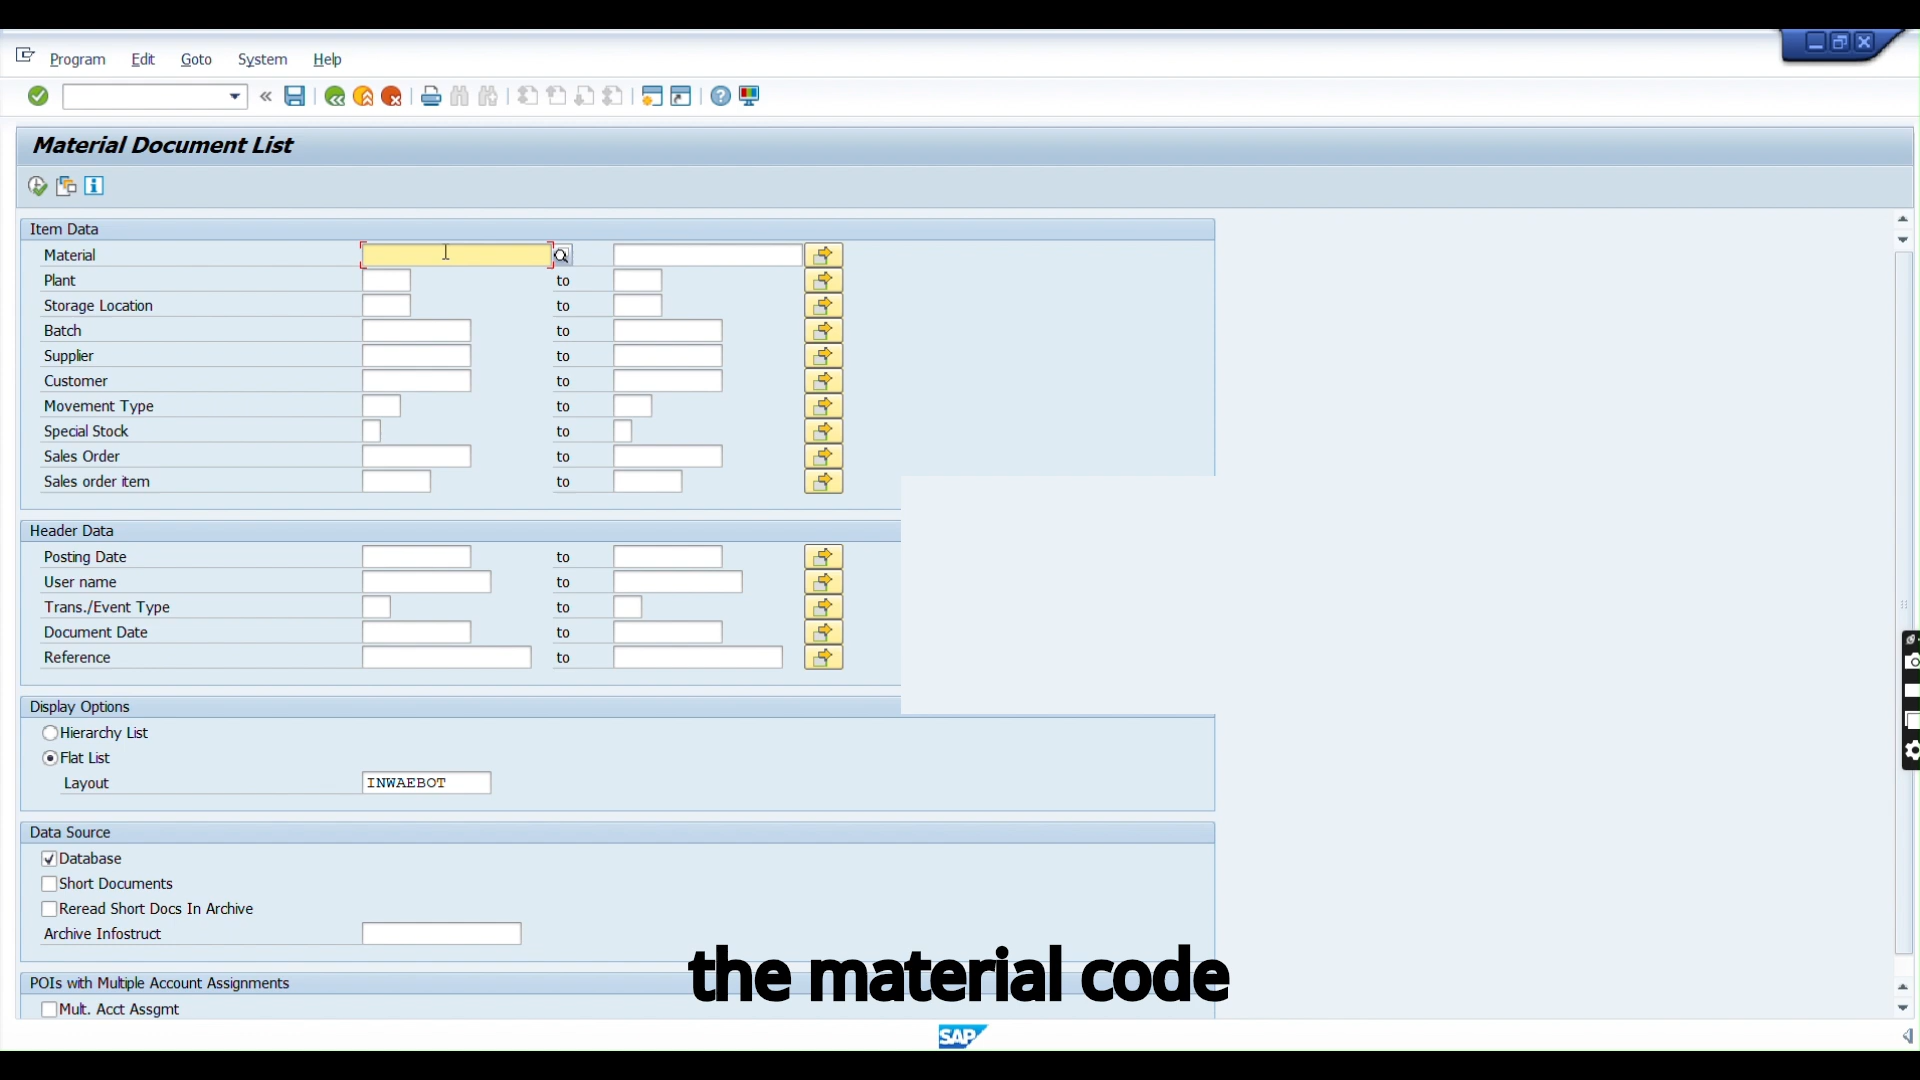 Program Edit Goto System Help
Material Document List
Item Data
Material
Plant to
Storage Location to
Batch to
Supplier to
Customer to
Movement Type to
Special Stock to
Sales Order to
Sales order item to
Header Data
Posting Date to
User name to
Trans./Event Type to
Document Date to
Reference to
Display Options
Hierarchy List
Flat List
Layout INWAEBOT
Data Source
Database
Short Documents
Reread Short Docs In Archive
Archive Infostruct
the material code
POIs with Multiple Account Assignments
Mult. Acct Assgmt
SAP